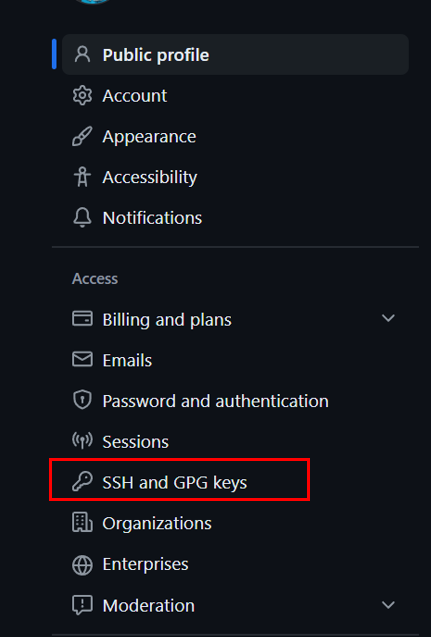 Public profile
Account
Appearance
Accessibility
Notifications
Access
Billing and plans
Emails
Password and authentication
Sessions
SSH and GPG keys
Organizations
Enterprises
Moderation